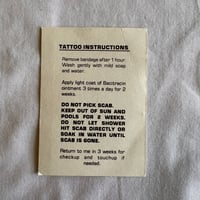 TATTOO INSTRUCTIONS
Remove bandage after 1 hour.
Wash gently with mild soap
and water.
Apply light coat of Bacitracin
ointment 3 times a day for 2
weeks.
DO NOT PICK SCAB.
KEEP OUT OF SUN AND
POOLS FOR 2 WEEKS.
DO NOT LET SHOWER
HIT SCAB DIRECTLY OR
SOAK IN WATER UNTIL
SCAB IS GONE.
Return to me in 3 weeks for
checkup and touchup if
needed.